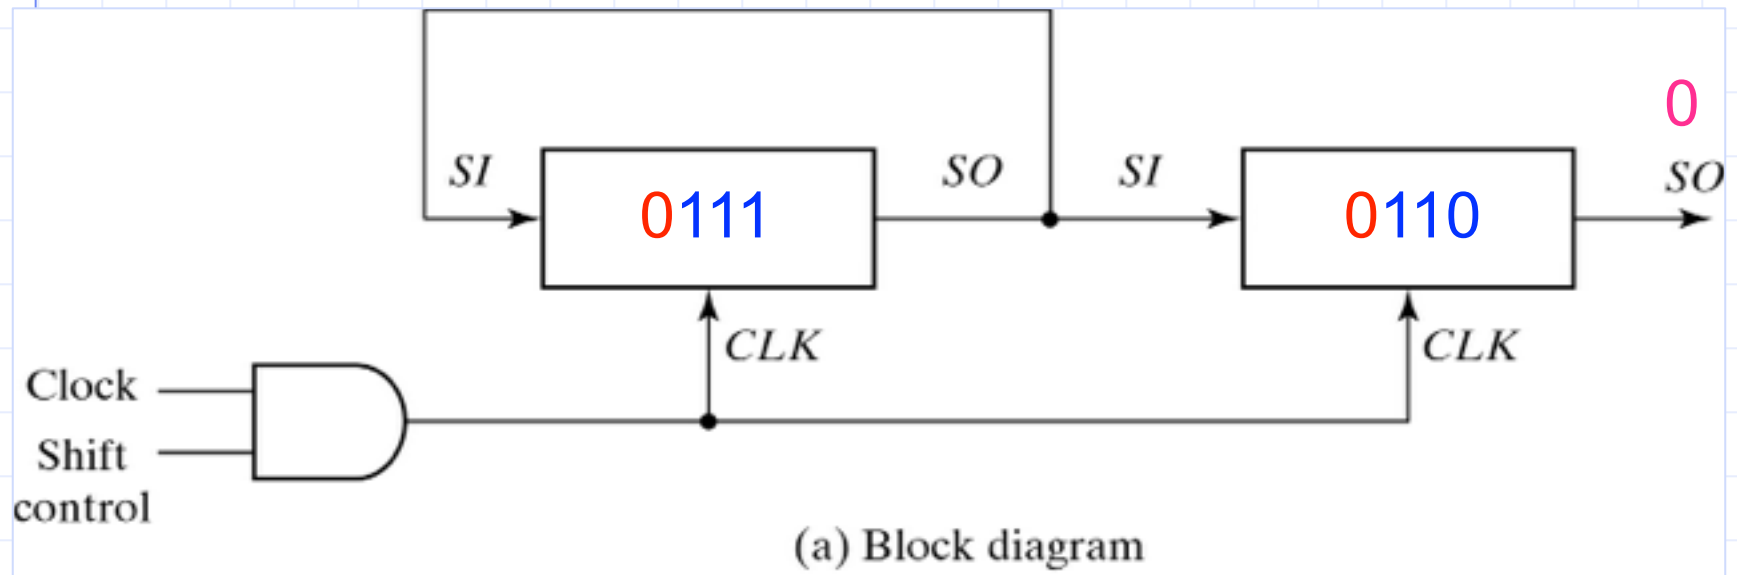 0
SI
0111
SO
SI
0110
SO
CLK
CLK
Clock
Shift
control
(a) Block diagram